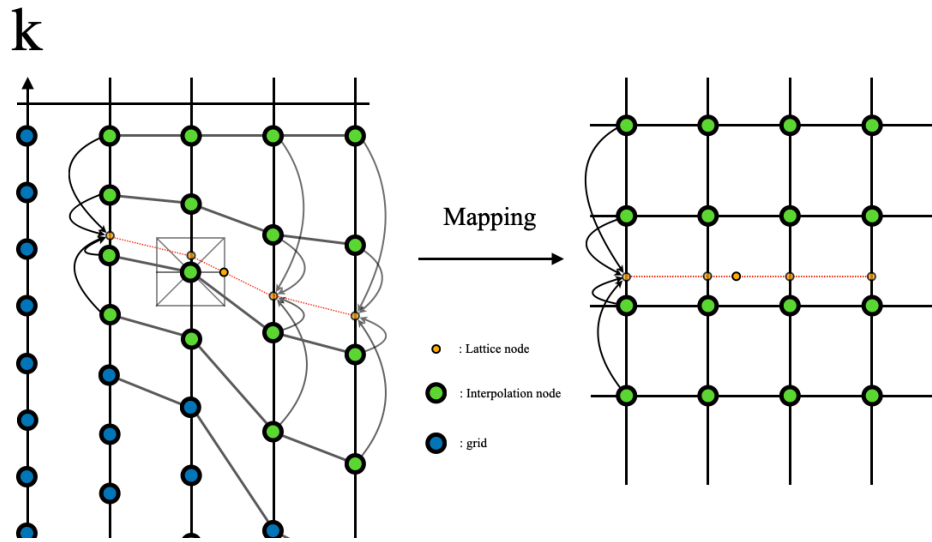 k
Mapping
: Lattice node
: Interpolation node
: grid